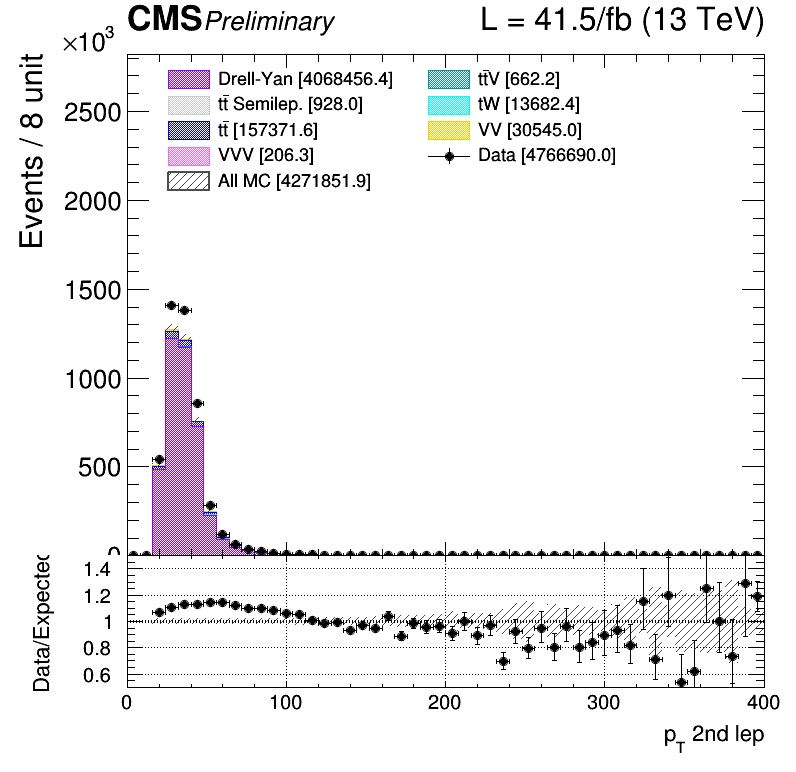 CMS Preliminary L = 41.5/fb (13 TeV)
×10³
Events / 8 unit
Drell-Yan [4068456.4]
tt̄ Semilep. [928.0]
tt̄ [157371.6]
VVV [206.3]
All MC [4271851.9]
tt̄V [662.2]
tW [13682.4]
VV [30545.0]
Data [4766690.0]
2500
2000
1500
1000
500
0
Data/Expected
1.4
1.2
1
0.8
0.6
0 100 200 300 400
p_T 2nd lep